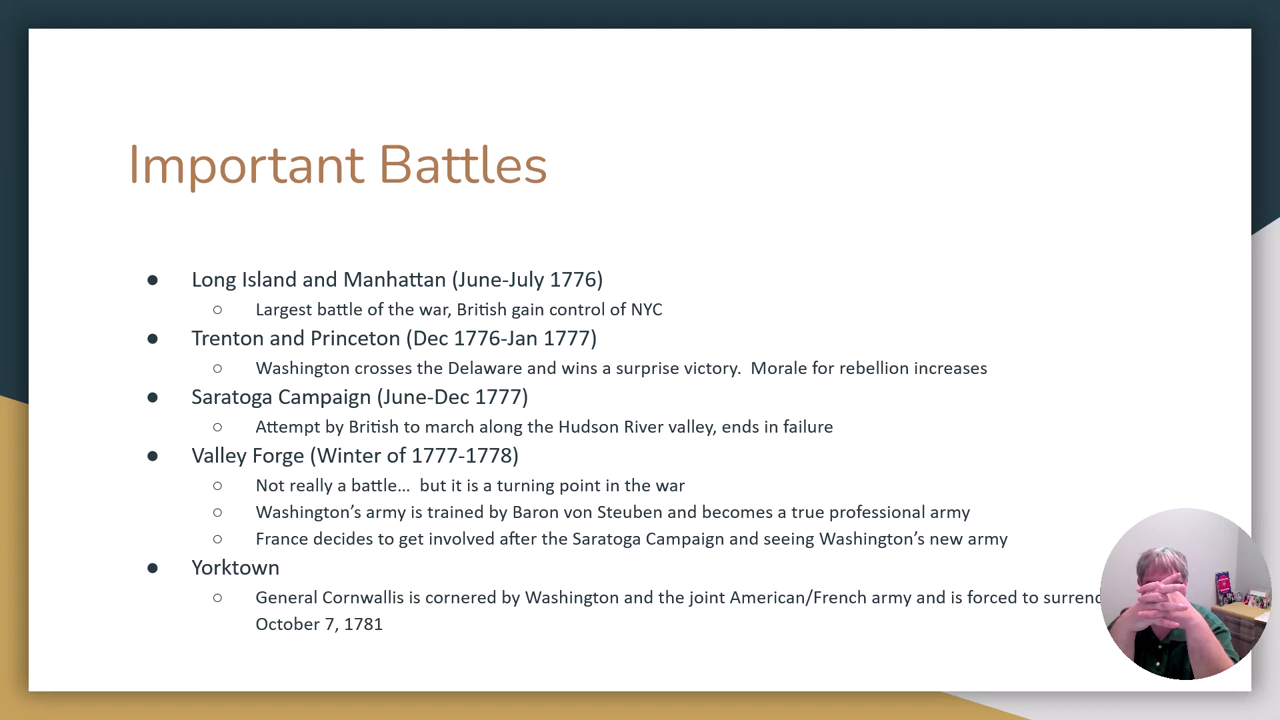 Important Battles
● Long Island and Manhattan (June-July 1776)
○ Largest battle of the war, British gain control of NYC
● Trenton and Princeton (Dec 1776-Jan 1777)
○ Washington crosses the Delaware and wins a surprise victory.  Morale for rebellion increases
● Saratoga Campaign (June-Dec 1777)
○ Attempt by British to march along the Hudson River valley, ends in failure
● Valley Forge (Winter of 1777-1778)
○ Not really a battle...  but it is a turning point in the war
○ Washington’s army is trained by Baron von Steuben and becomes a true professional army
○ France decides to get involved after the Saratoga Campaign and seeing Washington’s new army
● Yorktown
○ General Cornwallis is cornered by Washington and the joint American/French army and is forced to
October 7, 1781